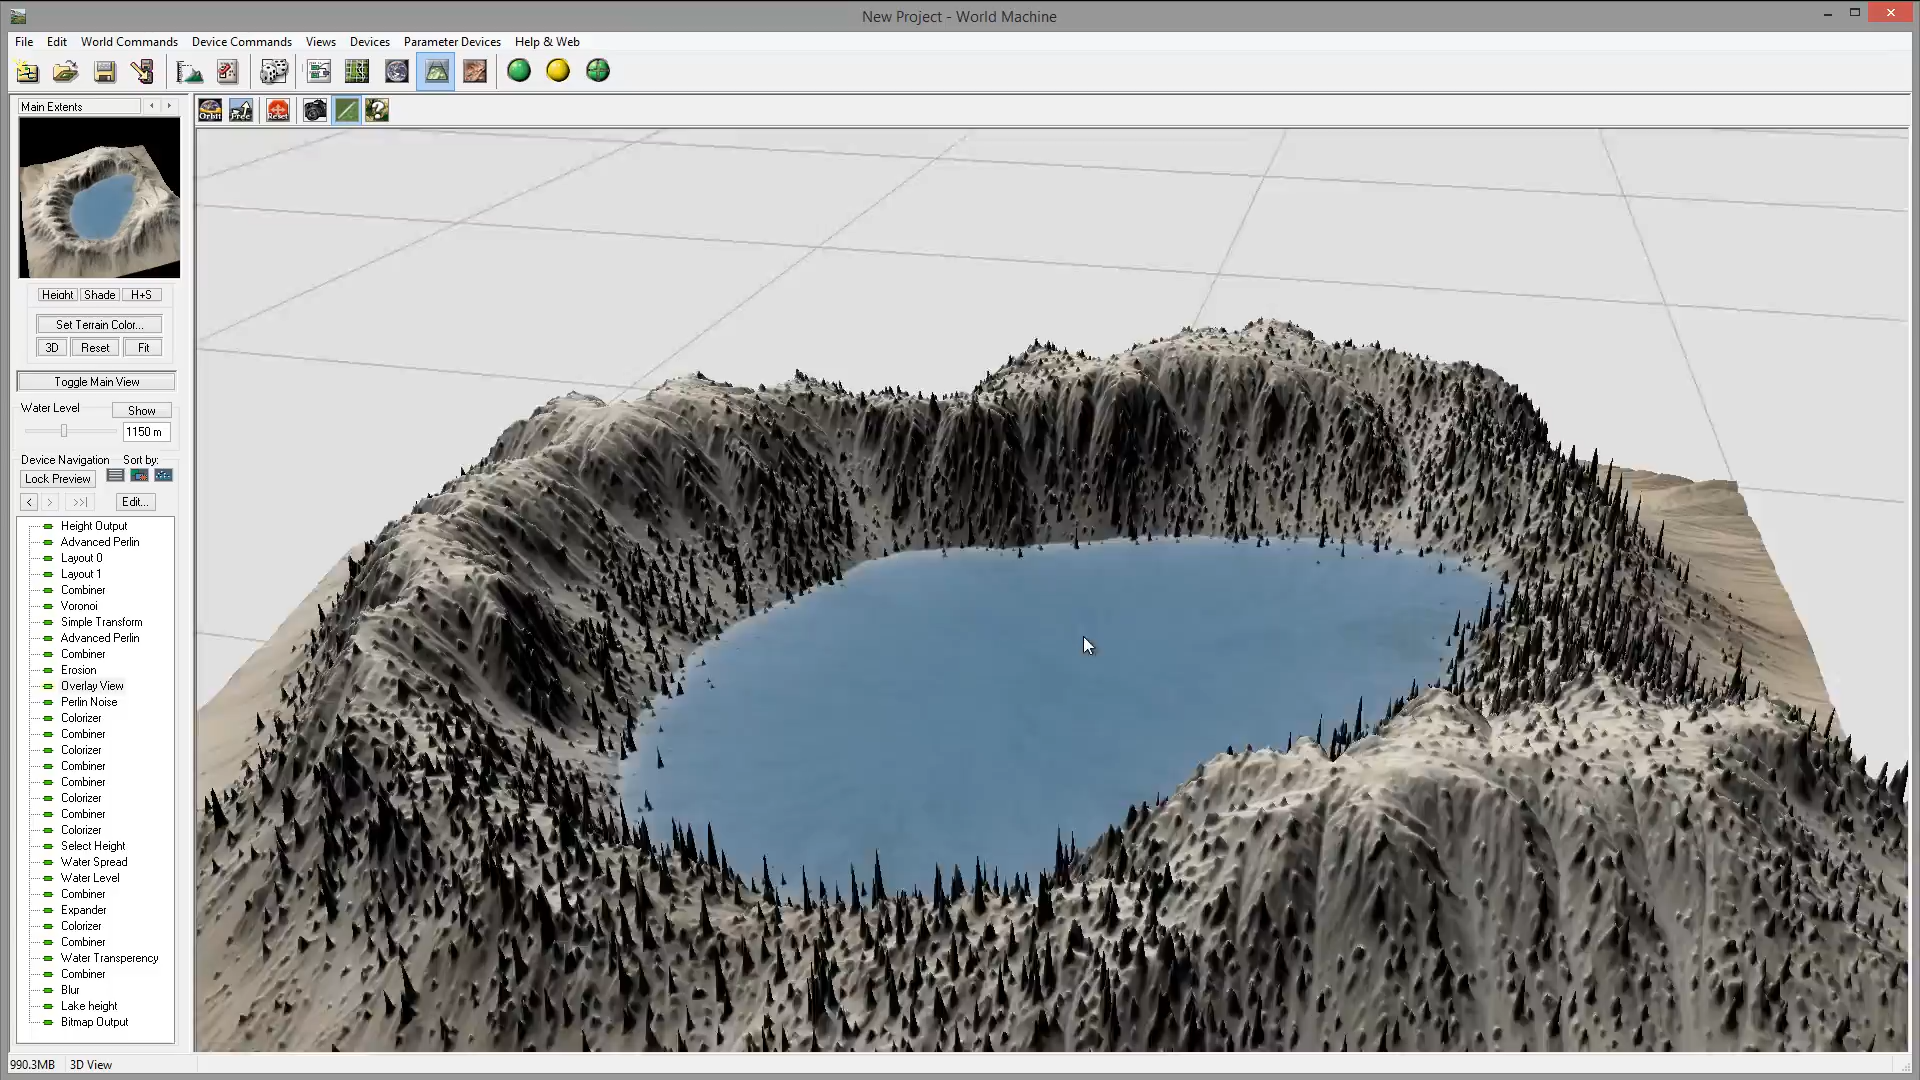 New Project - World Machine
File Edit World Commands Device Commands Views Devices Parameter Devices Help & Web
Main Extents
Orbit Free Reset
Height Shade H+S
Set Terrain Color...
3D Reset Fit
Toggle Main View
Water Level Show
1150 m
Device Navigation Sort by:
Lock Preview
< > >>| Edit...
Height Output
Advanced Perlin
Layout 0
Layout 1
Combiner
Voronoi
Simple Transform
Advanced Perlin
Combiner
Erosion
Overlay View
Perlin Noise
Colorizer
Combiner
Colorizer
Combiner
Combiner
Colorizer
Combiner
Colorizer
Select Height
Water Spread
Water Level
Combiner
Expander
Colorizer
Combiner
Water Transperency
Combiner
Blur
Lake height
Bitmap Output
990.3MB 3D View